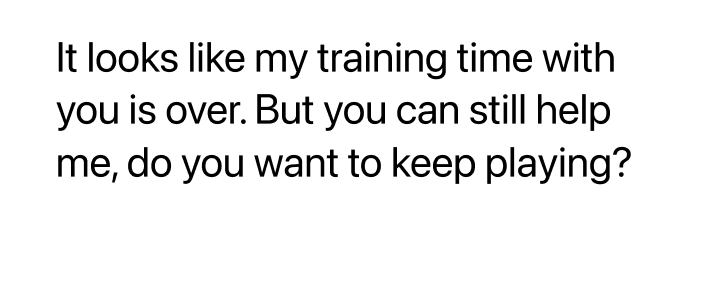 It looks like my training time with
you is over. But you can still help
me, do you want to keep playing?